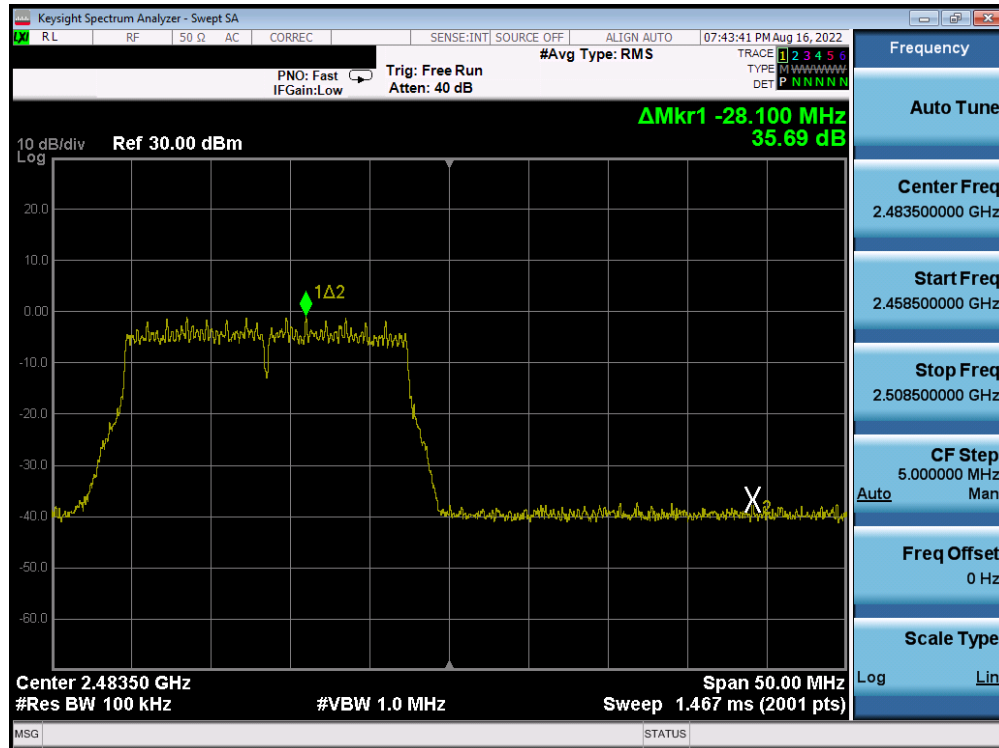 Keysight Spectrum Analyzer - Swept SA
LXI RL RF 50 Ω AC CORREC SENSE:INT SOURCE OFF ALIGN AUTO 07:43:41 PM Aug 16, 2022
#Avg Type: RMS
TRACE 1 2 3 4 5 6
PNO: Fast Trig: Free Run TYPE M WWWWW
IFGain:Low Atten: 40 dB DET P N N N N N
ΔMkr1 -28.100 MHz
35.69 dB
10 dB/div Ref 30.00 dBm
Log
20.0
10.0
1Δ2
0.00
-10.0
-20.0
-30.0
-40.0
X2
-50.0
-60.0
Center 2.48350 GHz Span 50.00 MHz
#Res BW 100 kHz #VBW 1.0 MHz Sweep 1.467 ms (2001 pts)
MSG STATUS
Frequency
Auto Tune
Center Freq
2.483500000 GHz
Start Freq
2.458500000 GHz
Stop Freq
2.508500000 GHz
CF Step
5.000000 MHz
Auto Man
Freq Offset
0 Hz
Scale Type
Log Lin